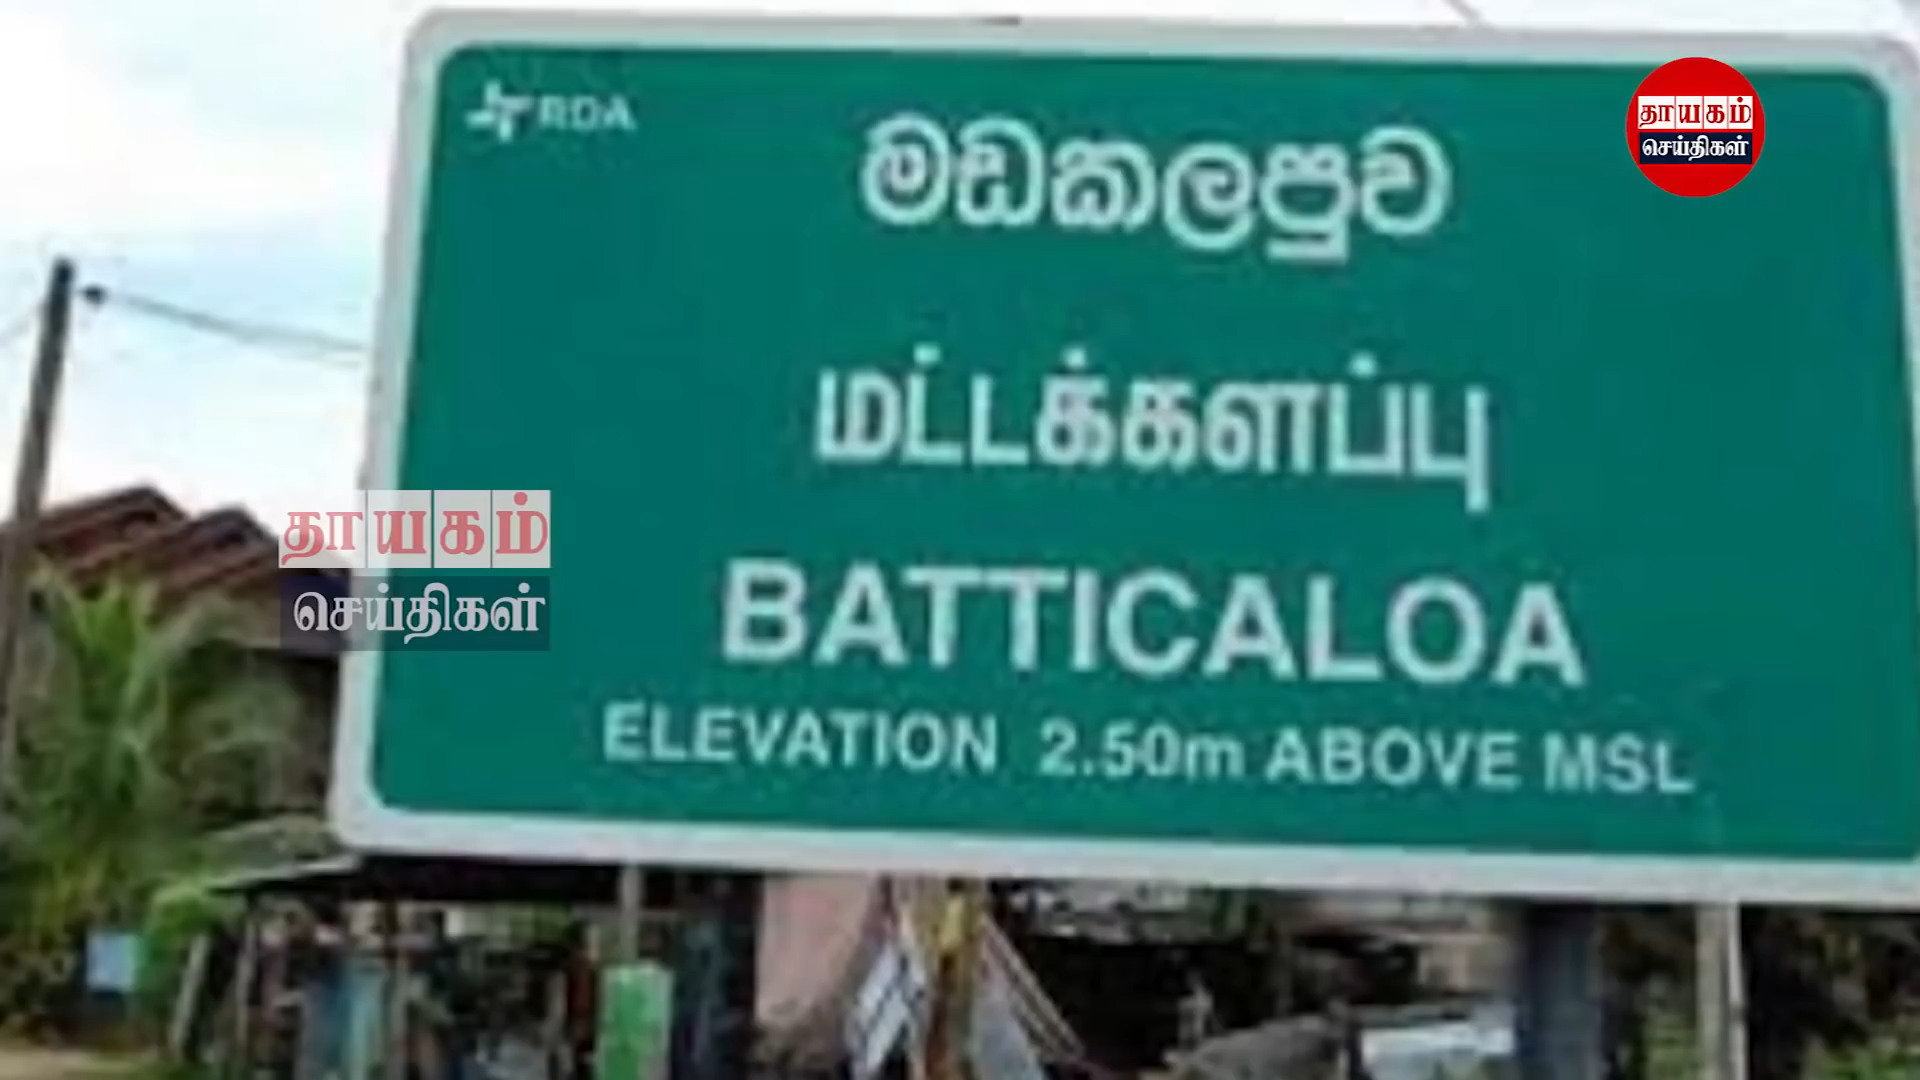 RDA
මඩකලපුව
மட்டக்களப்பு
BATTICALOA
ELEVATION 2.50m ABOVE MSL
தாயகம்
செய்திகள்
தாயகம்
செய்திகள்